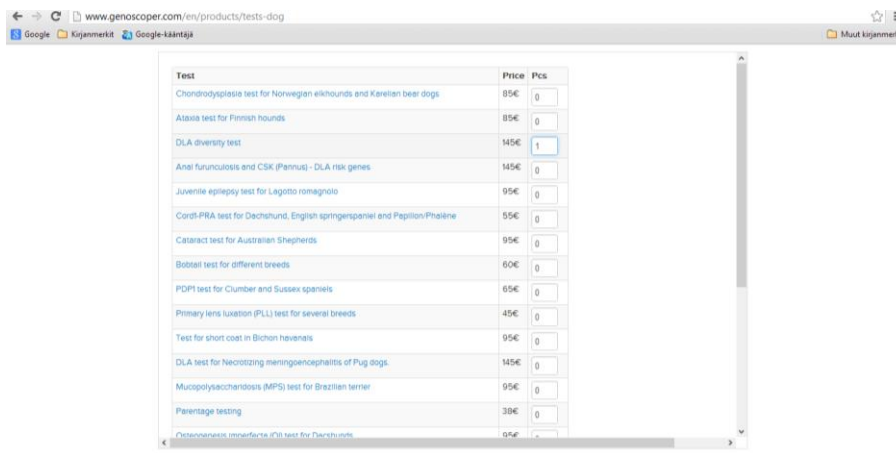 www.genoscoper.com/en/products/tests-dog
Google Kirjanmerkit Google-kääntäjä Muut kirjanmerl
Test Price Pcs
Chondrodysplasia test for Norwegian elkhounds and Karelian bear dogs 85€ 0
Ataxia test for Finnish hounds 85€ 0
DLA diversity test 145€ 1
Anal furunculosis and CSK (Pannus) - DLA risk genes 145€ 0
Juvenile epilepsy test for Lagotto romagnolo 95€ 0
Cord1-PRA test for Dachshund, English springerspaniel and Papillon/Phalène 55€ 0
Cataract test for Australian Shepherds 95€ 0
Bobtail test for different breeds 60€ 0
PDP1 test for Clumber and Sussex spaniels 65€ 0
Primary lens luxation (PLL) test for several breeds 45€ 0
Test for short coat in Bichon havanais 95€ 0
DLA test for Necrotizing meningoencephalitis of Pug dogs. 145€ 0
Mucopolysaccharidosis (MPS) test for Brazilian terrier 95€ 0
Parentage testing 38€ 0
Osteogenesis imperfecta (OI) test for Dachshunds 95€